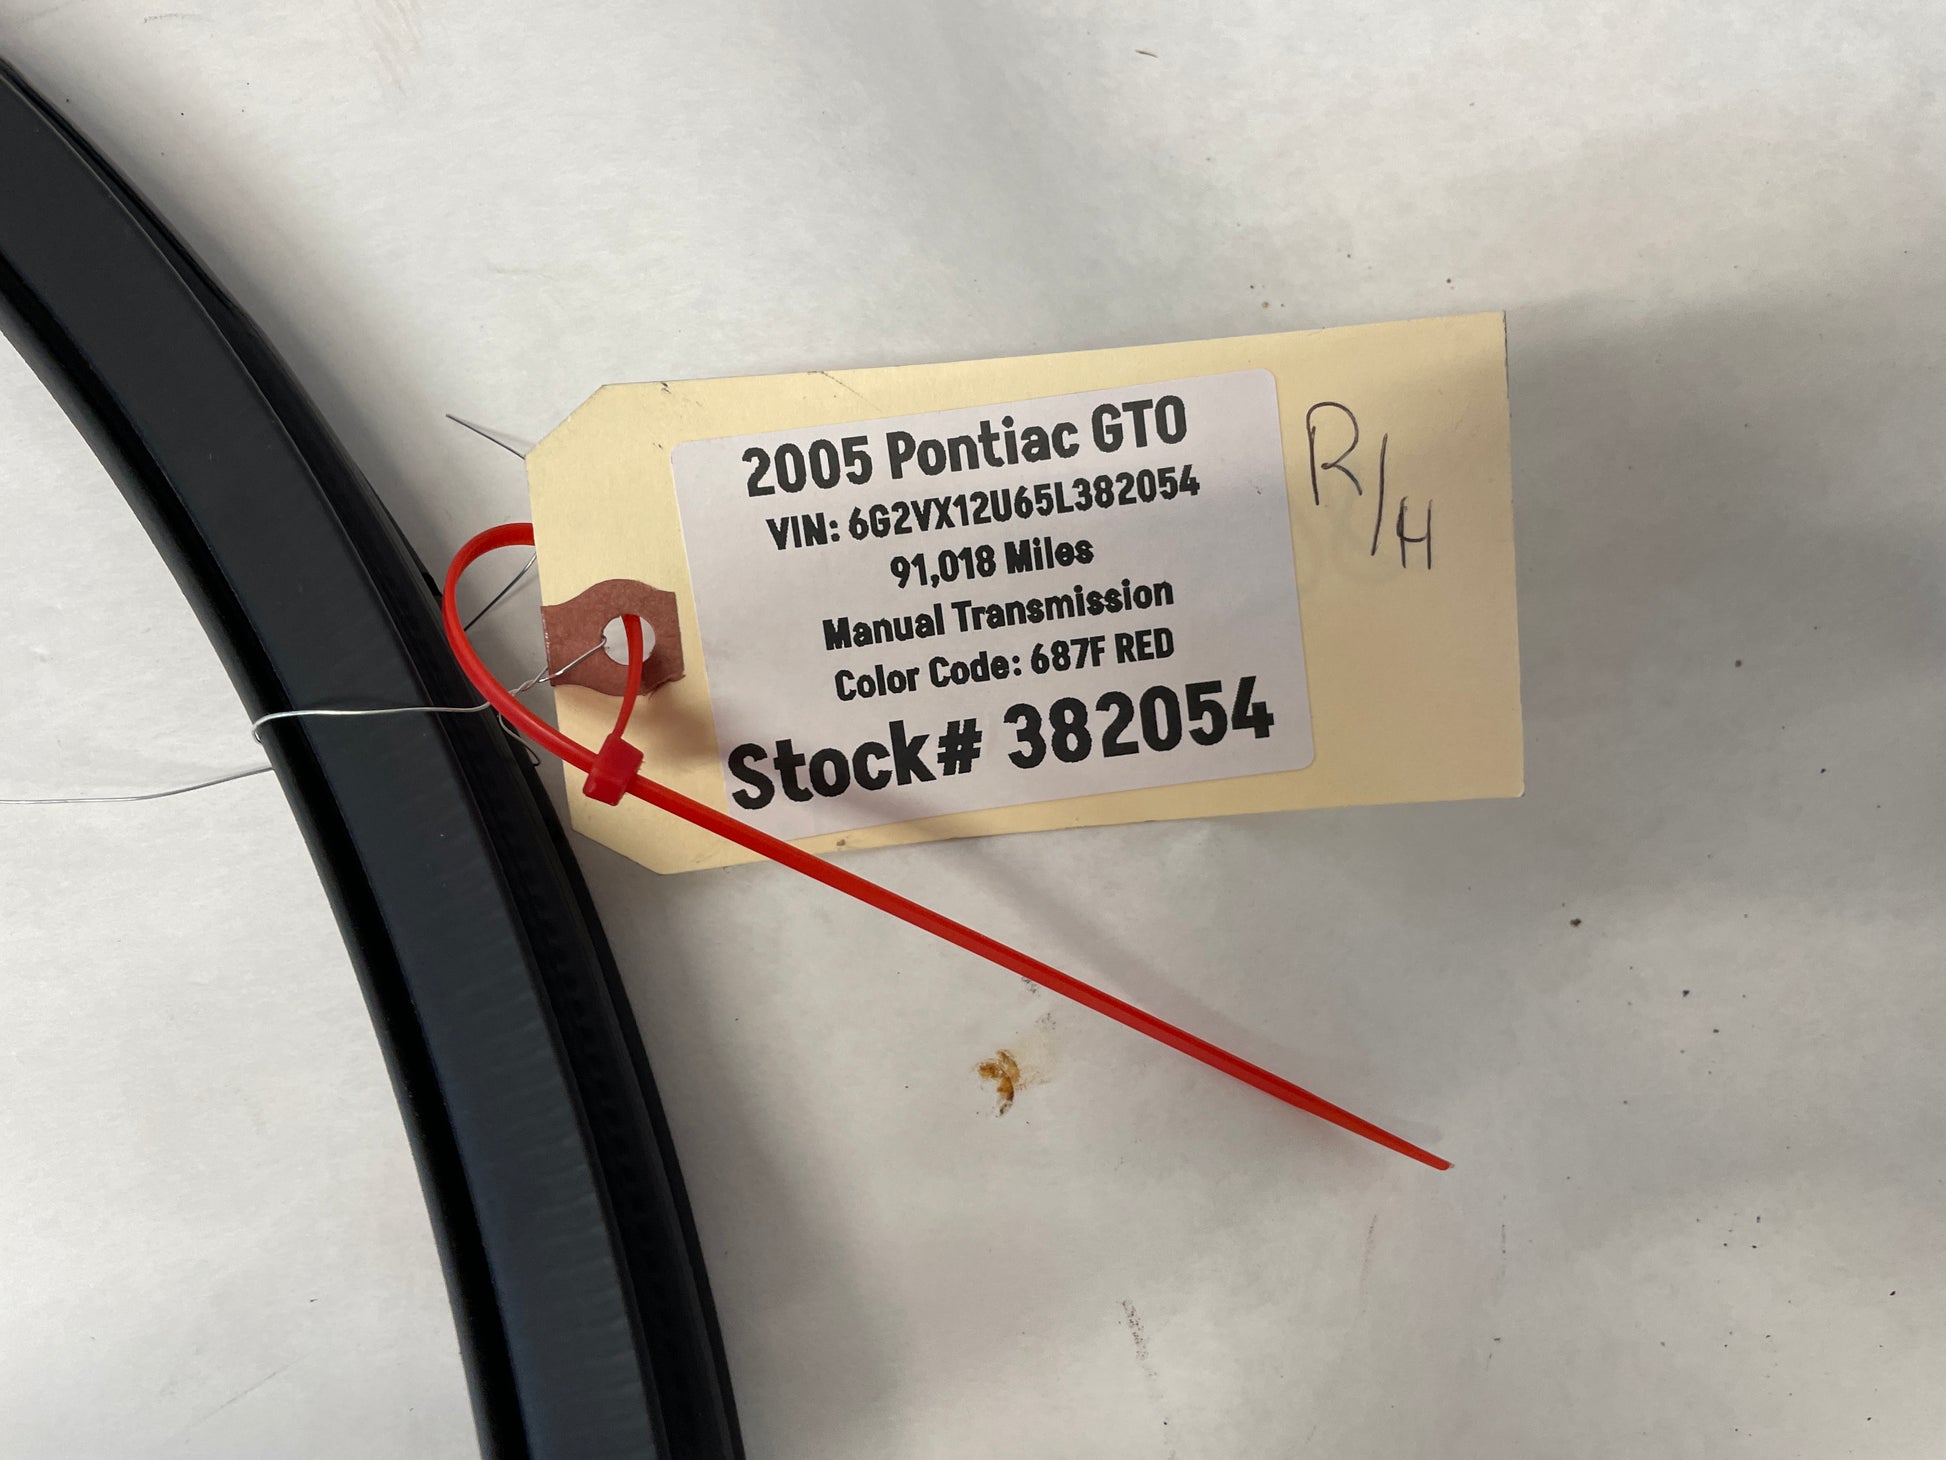 2005 Pontiac GTO
VIN: 6G2VX12U65L382054
91,018 Miles
Manual Transmission
Color Code: 687F RED
Stock# 382054
R/H